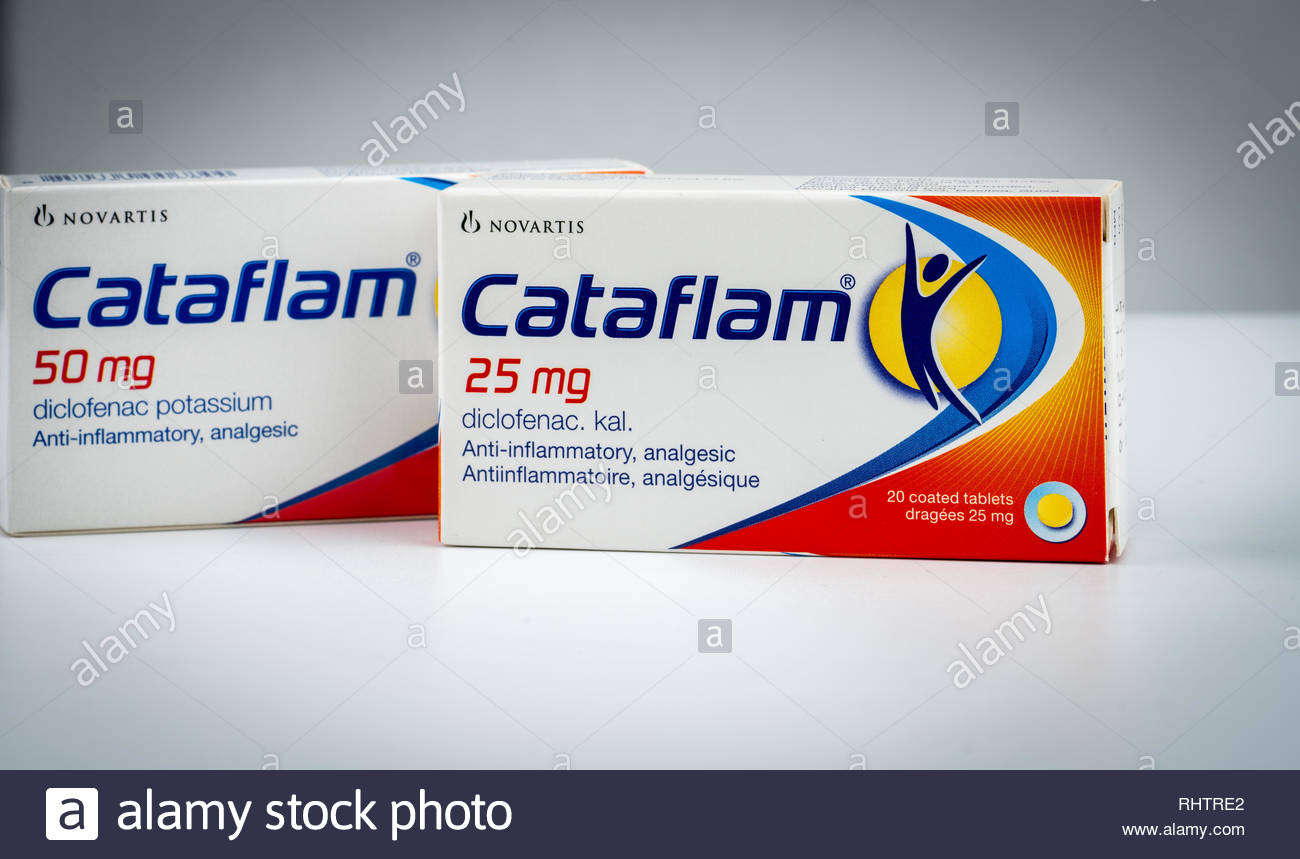 NOVARTIS
Cataflam®
50 mg
diclofenac potassium
Anti-inflammatory, analgesic
NOVARTIS
Cataflam®
25 mg
diclofenac. kal.
Anti-inflammatory, analgesic
Antiinflammatoire, analgésique
20 coated tablets
dragées 25 mg
a alamy stock photo
RHTRE2
www.alamy.com
alamy
alamy
alamy
alamy
alamy
a
a
a
a
a